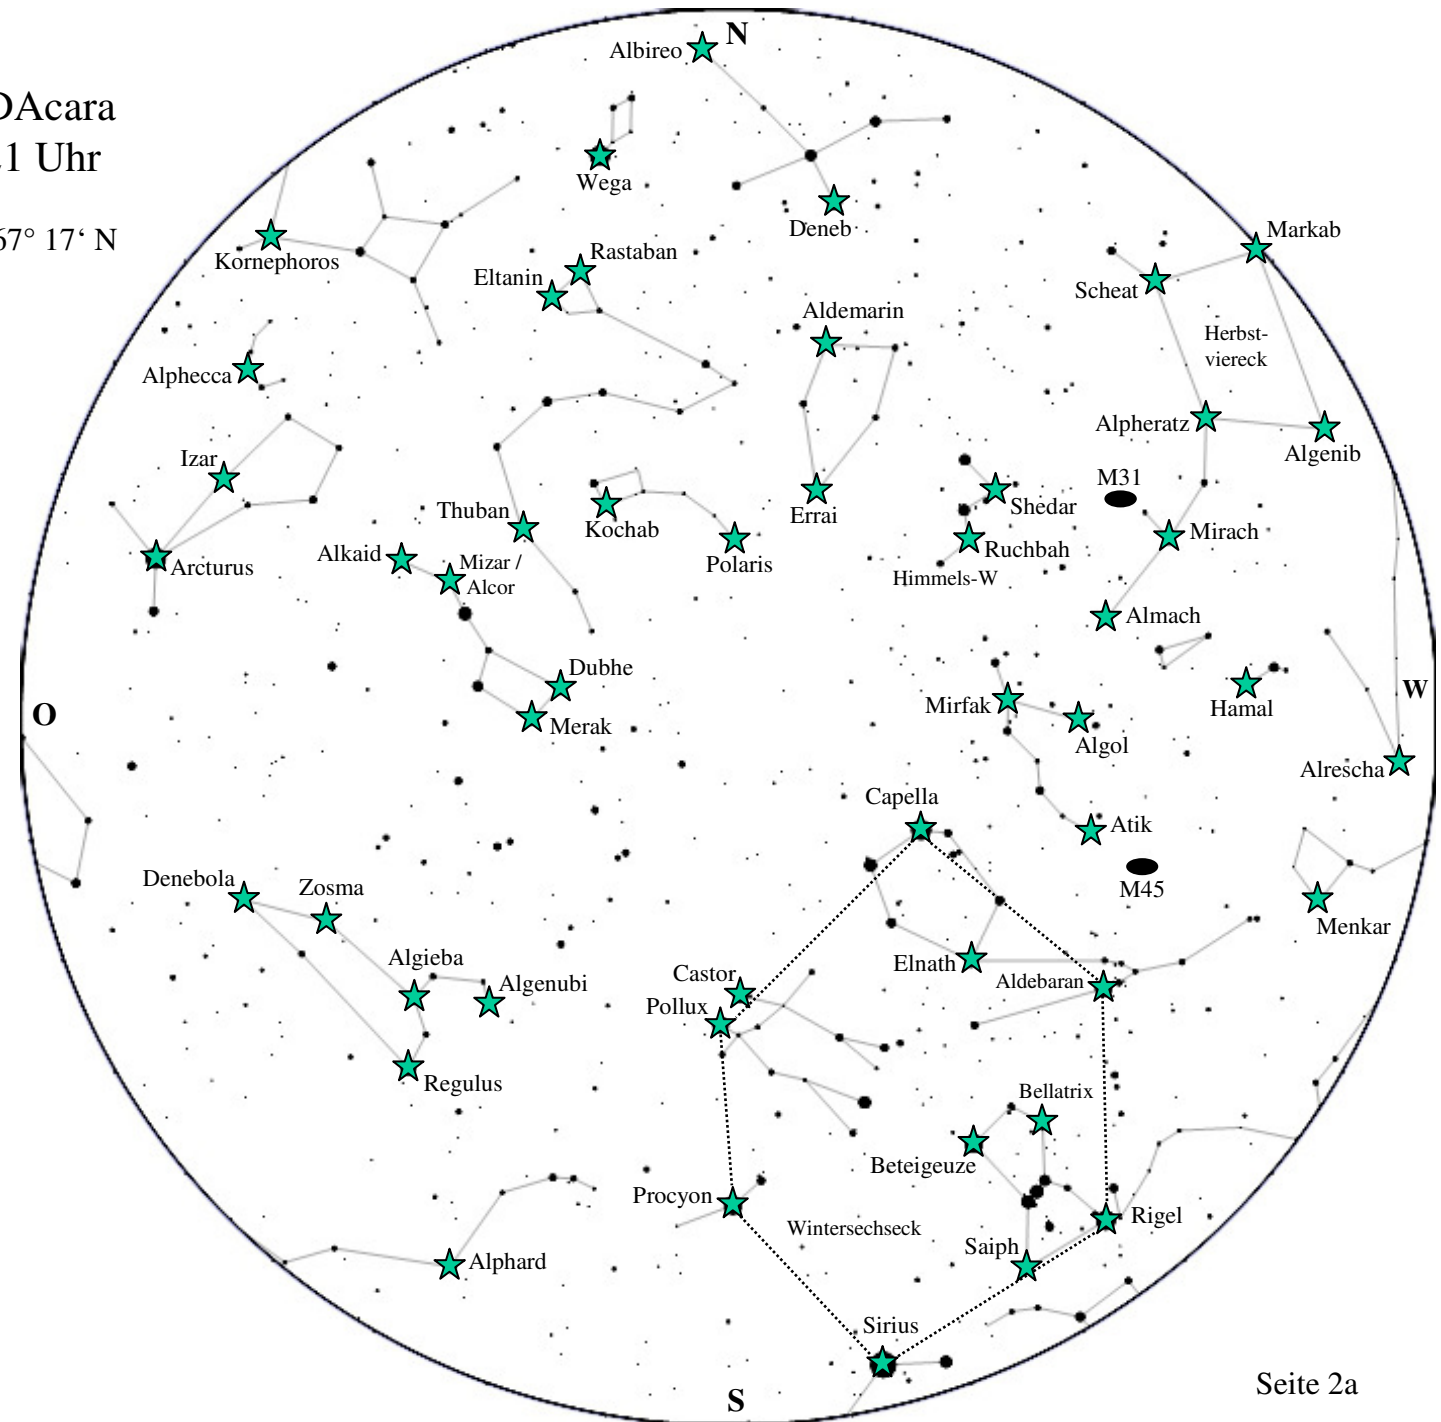 DAcara
1 Uhr
67° 17‘ N
N
Albireo
Wega
Deneb
Markab
Kornephoros
Rastaban
Eltanin
Scheat
Aldemarin
Herbst-
viereck
Alphecca
Alpheratz
Algenib
Izar
M31
Thuban
Kochab
Errai
Shedar
Alkaid
Mizar /
Alcor
Polaris
Ruchbah
Mirach
Arcturus
Himmels-W
Almach
Dubhe
W
O
Merak
Mirfak
Algol
Hamal
Alrescha
Capella
Atik
Denebola
Zosma
M45
Menkar
Algieba
Algenubi
Castor
Elnath
Aldebaran
Pollux
Regulus
Bellatrix
Beteigeuze
Procyon
Wintersechseck
Rigel
Saiph
Alphard
Sirius
S
Seite 2a